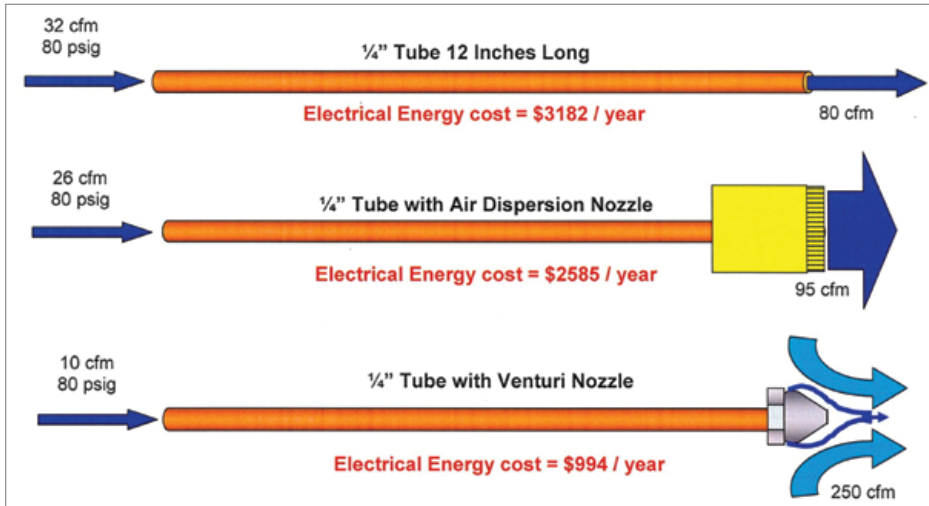 32 cfm
80 psig
¼” Tube 12 Inches Long
Electrical Energy cost = $3182 / year
80 cfm
26 cfm
80 psig
¼” Tube with Air Dispersion Nozzle
Electrical Energy cost = $2585 / year
95 cfm
10 cfm
80 psig
¼” Tube with Venturi Nozzle
Electrical Energy cost = $994 / year
250 cfm